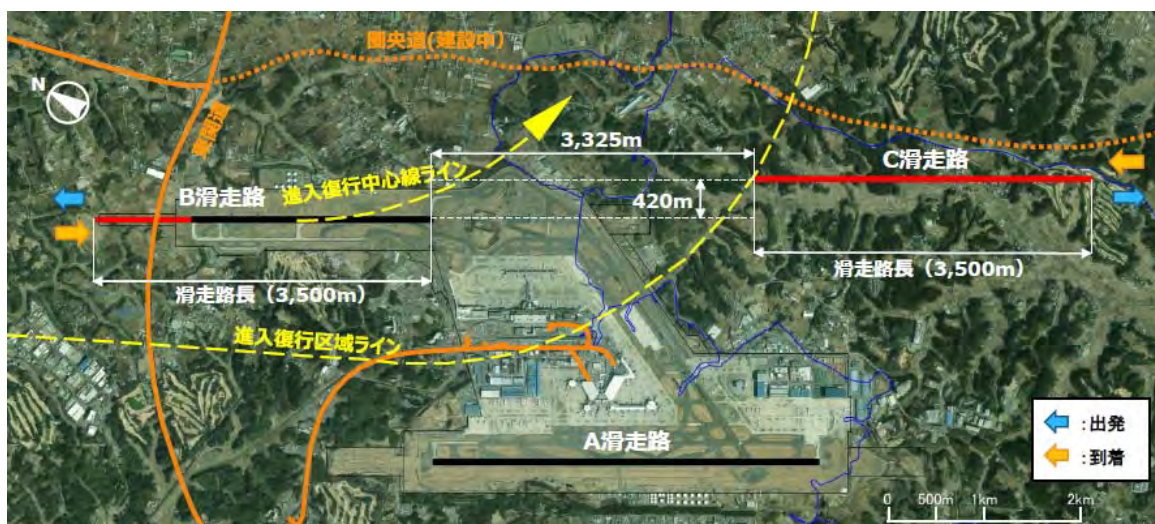 圏央道(建設中)
N
東関道
3,325m
C滑走路
進入復行中心線ライン
B滑走路
420m
滑走路長（3,500m）
滑走路長（3,500m）
進入復行区域ライン
A滑走路
：出発
：到着
0 500m 1km 2km